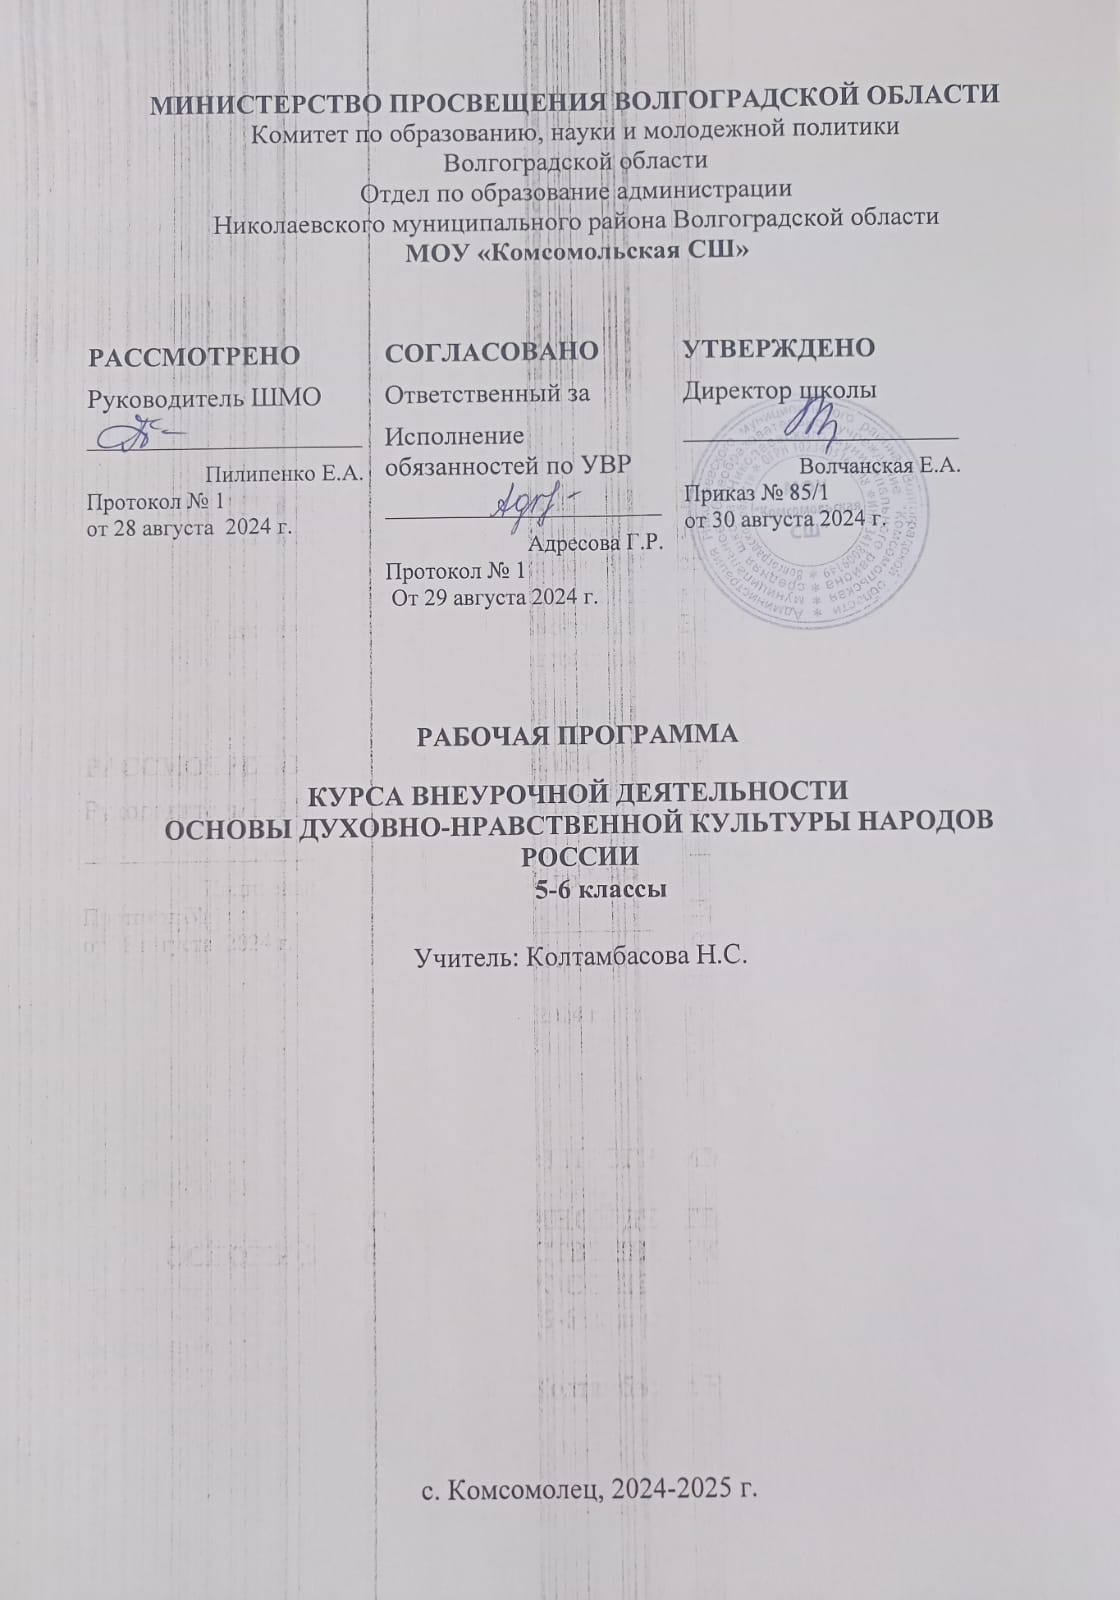 МИНИСТЕРСТВО ПРОСВЕЩЕНИЯ ВОЛГОГРАДСКОЙ ОБЛАСТИ
Комитет по образованию, науки и молодежной политики
Волгоградской области
Отдел по образование администрации
Николаевского муниципального района Волгоградской области
МОУ «Комсомольская СШ»
РАССМОТРЕНО
Руководитель ШМО
Пилипенко Е.А.
Протокол № 1
от 28 августа 2024 г.
СОГЛАСОВАНО
Ответственный за
Исполнение
обязанностей по УВР
Адресова Г.Р.
Протокол № 1
От 29 августа 2024 г.
УТВЕРЖДЕНО
Директор школы
Волчанская Е.А.
Приказ № 85/1
от 30 августа 2024 г.
«Комсомольская
СШ»
РАБОЧАЯ ПРОГРАММА
КУРСА ВНЕУРОЧНОЙ ДЕЯТЕЛЬНОСТИ
ОСНОВЫ ДУХОВНО-НРАВСТВЕННОЙ КУЛЬТУРЫ НАРОДОВ
РОССИИ
5-6 классы
Учитель: Колтамбасова Н.С.
с. Комсомолец, 2024-2025 г.